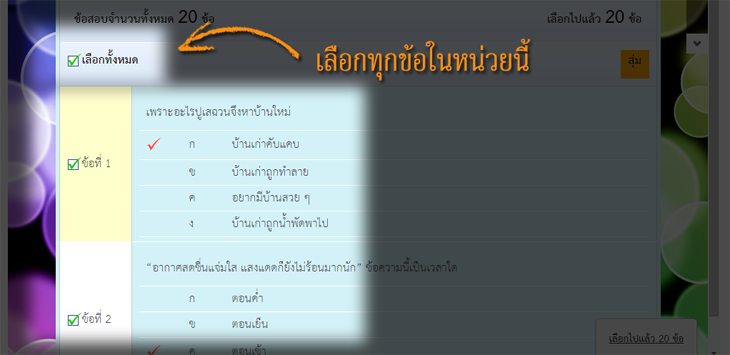 ข้อสอบจำนวนทั้งหมด 20 ข้อ
เลือกไปแล้ว 20 ข้อ
เลือกทั้งหมด
เลือกทุกข้อในหน่วยนี้
สุ่ม
เพราะอะไรปูเสฉวนจึงหาบ้านใหม่
ข้อที่ 1
ก บ้านเก่าคับแคบ
ข บ้านเก่าถูกทำลาย
ค อยากมีบ้านสวย ๆ
ง บ้านเก่าถูกน้ำพัดพาไป
“อากาศสดชื่นแจ่มใส แสงแดดก็ยังไม่ร้อนมากนัก” ข้อความนี้เป็นเวลาใด
ข้อที่ 2
ก ตอนค่ำ
ข ตอนเย็น
ค ตอนเช้า
เลือกไปแล้ว 20 ข้อ